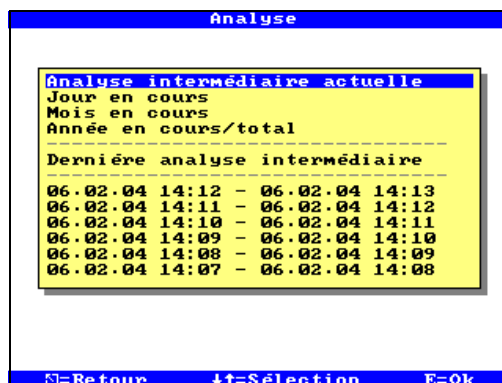 Analyse
Analyse intermédiaire actuelle
Jour en cours
Mois en cours
Année en cours/total
Derniére analyse intermédiaire
06.02.04 14:12 - 06.02.04 14:13
06.02.04 14:11 - 06.02.04 14:12
06.02.04 14:10 - 06.02.04 14:11
06.02.04 14:09 - 06.02.04 14:10
06.02.04 14:08 - 06.02.04 14:09
06.02.04 14:07 - 06.02.04 14:08
=Retour ↓↑=Sélection E=Ok